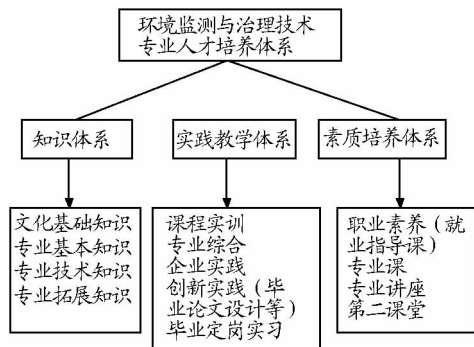 环境监测与治理技术
专业人才培养体系
知识体系
实践教学体系
素质培养体系
文化基础知识
专业基本知识
专业技术知识
专业拓展知识
课程实训
专业综合
企业实践
创新实践（毕
业论文设计等）
毕业定岗实习
职业素养（就
业指导课）
专业课
专业讲座
第二课堂